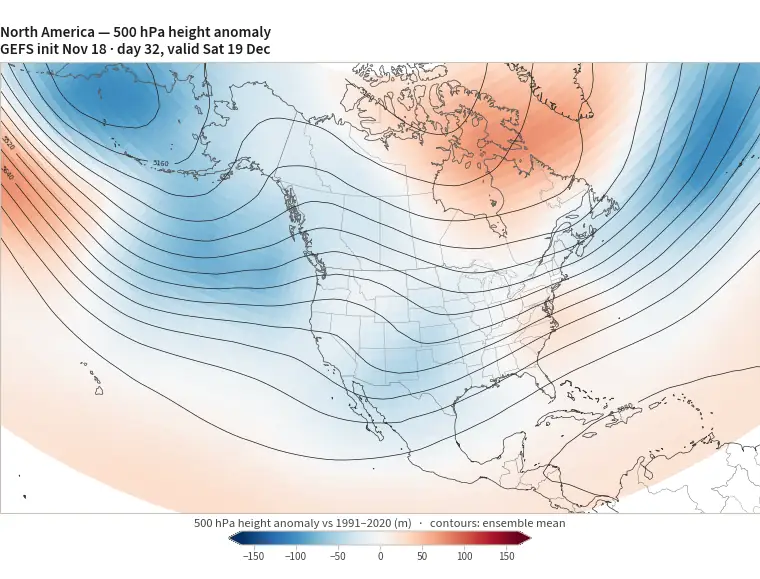 North America — 500 hPa height anomaly
GEFS init Nov 18 · day 32, valid Sat 19 Dec
5160
500 hPa height anomaly vs 1991–2020 (m) · contours: ensemble mean
−150 −100 −50 0 50 100 150